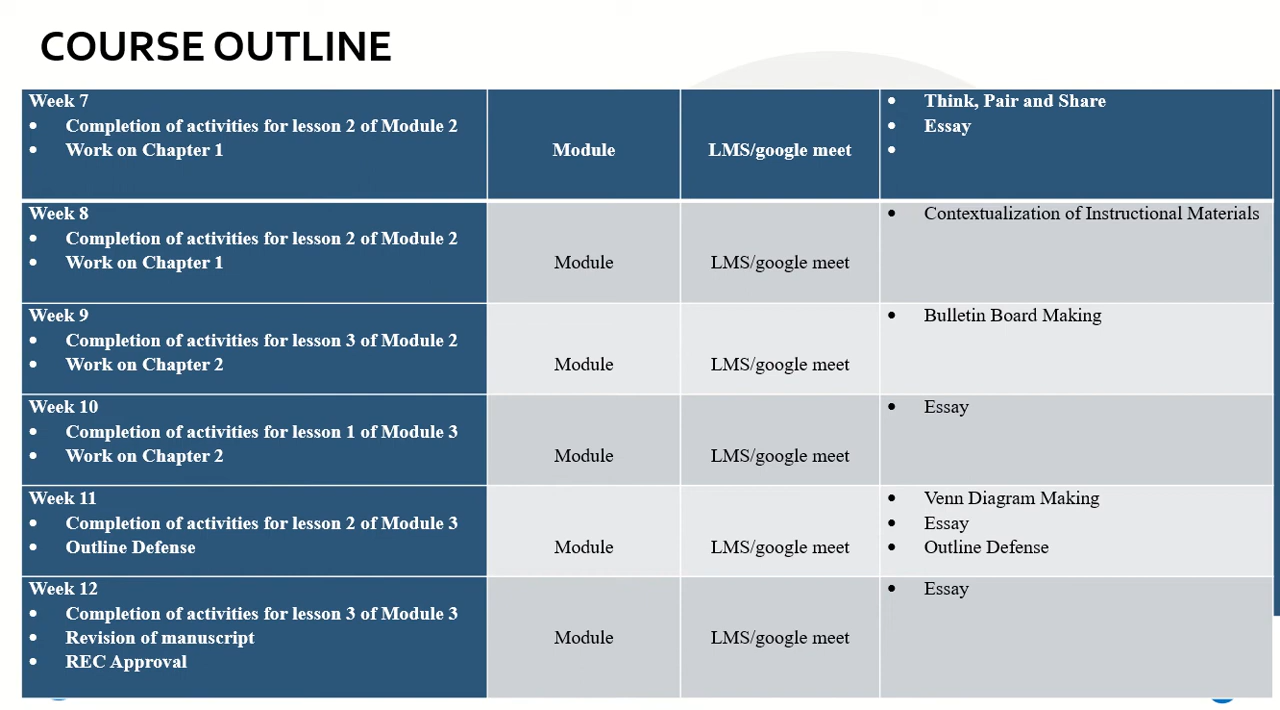 COURSE OUTLINE
Week 7
• Completion of activities for lesson 2 of Module 2
• Work on Chapter 1
Module
LMS/google meet
• Think, Pair and Share
• Essay
•
Week 8
• Completion of activities for lesson 2 of Module 2
• Work on Chapter 1
Module
LMS/google meet
• Contextualization of Instructional Materials
Week 9
• Completion of activities for lesson 3 of Module 2
• Work on Chapter 2
Module
LMS/google meet
• Bulletin Board Making
Week 10
• Completion of activities for lesson 1 of Module 3
• Work on Chapter 2
Module
LMS/google meet
• Essay
Week 11
• Completion of activities for lesson 2 of Module 3
• Outline Defense
Module
LMS/google meet
• Venn Diagram Making
• Essay
• Outline Defense
Week 12
• Completion of activities for lesson 3 of Module 3
• Revision of manuscript
• REC Approval
Module
LMS/google meet
• Essay